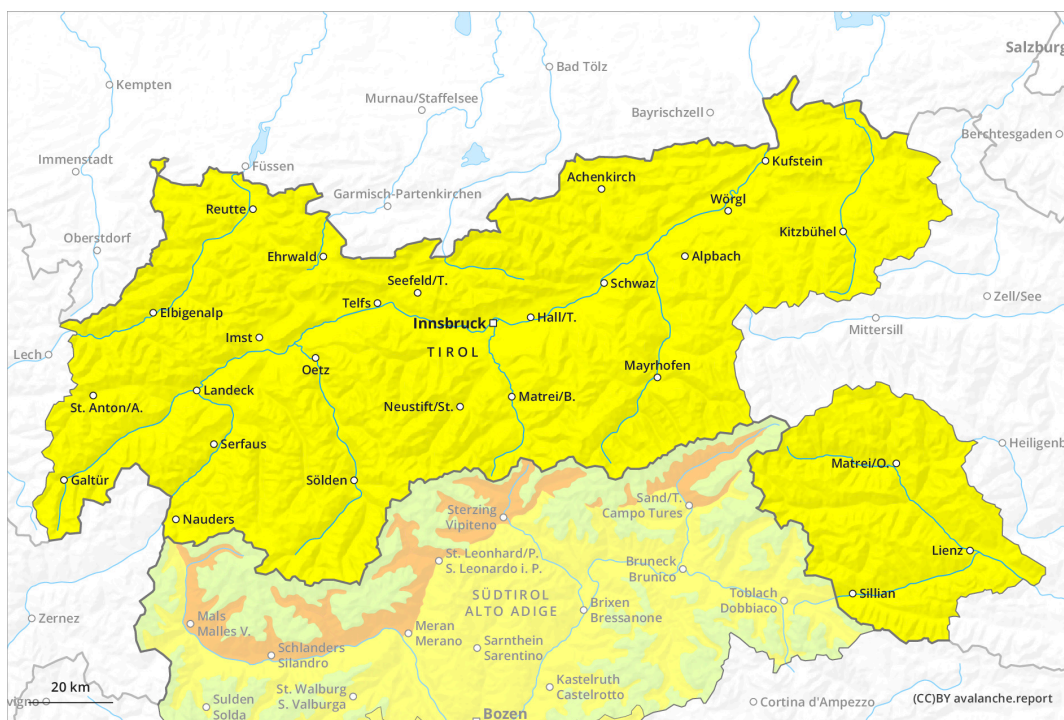 Salzburg
Kempten
Bad Tölz
Murnau/Staffelsee
Bayrischzell
Berchtesgaden
Immenstadt
Füssen
Kufstein
Achenkirch
Garmisch-Partenkirchen
Reutte
Wörgl
Oberstdorf
Kitzbühel
Ehrwald
Alpbach
Seefeld/T.
Schwaz
Zell/See
Telfs
Elbigenalp
Hall/T.
Innsbruck
Mittersill
Imst
TIROL
Lech
Oetz
Mayrhofen
Landeck
Matrei/B.
St. Anton/A.
Neustift/St.
Serfaus
Heiligenb
Matrei/O.
Galtür
Sölden
Sand/T.
Campo Tures
Sterzing
Vipiteno
Nauders
Lienz
St. Leonhard/P.
S. Leonardo i. P.
Bruneck
Brunico
Sillian
SÜDTIROL
ALTO ADIGE
Toblach
Dobbiaco
Brixen
Bressanone
Zernez
Mals
Malles V.
Meran
Merano
Sarnthein
Sarentino
Schlanders
Silandro
Kastelruth
Castelrotto
20 km
St. Walburg
S. Valburga
Sulden
Solda
vigno
Cortina d'Ampezzo
(CC)BY avalanche.report
Bozen